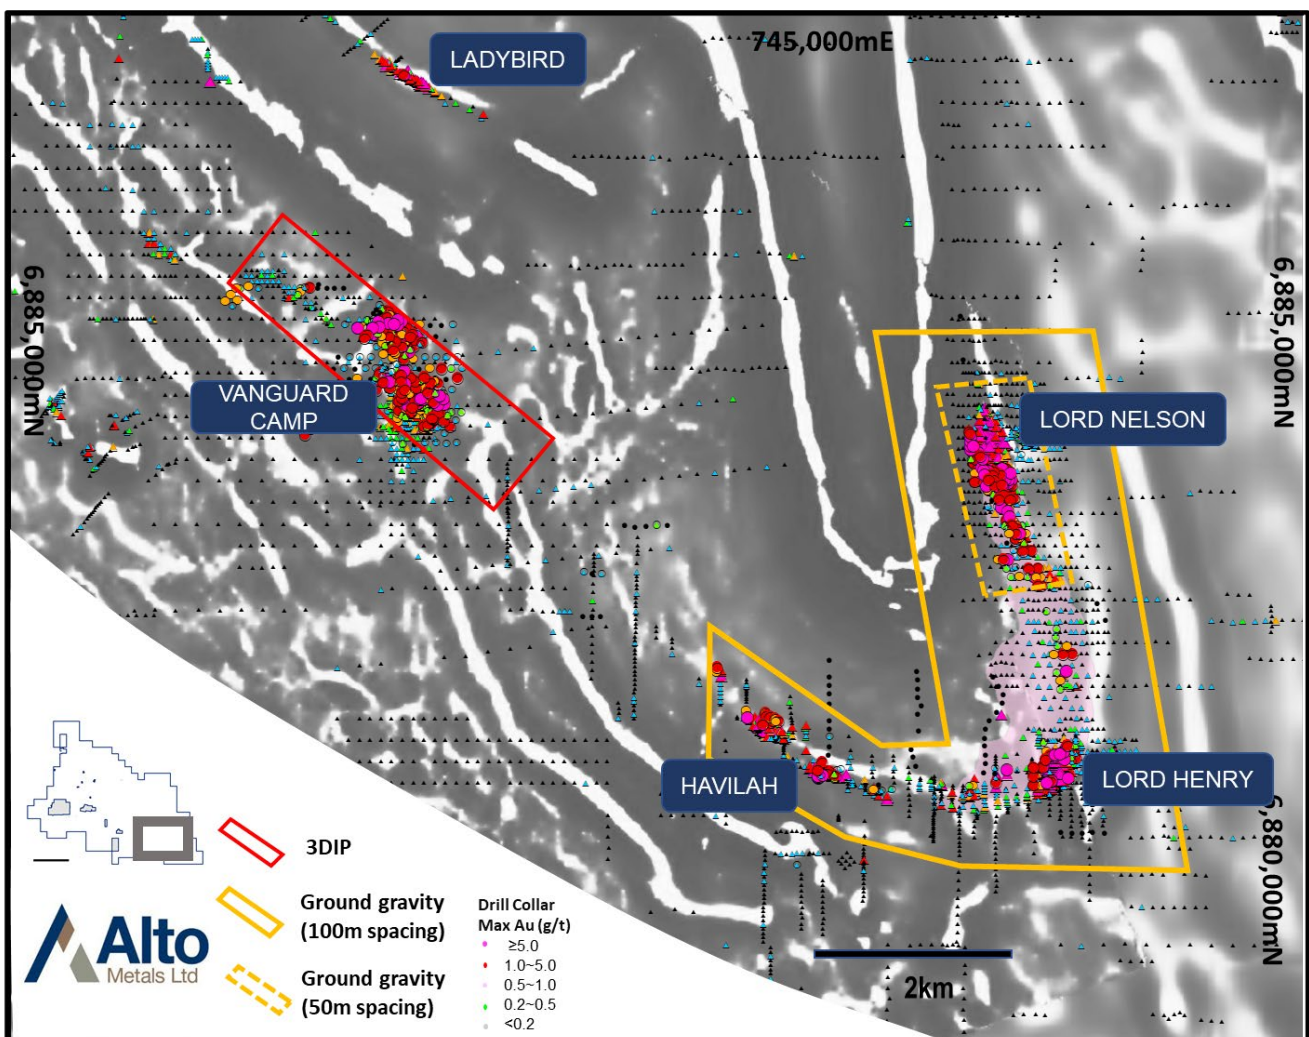 LADYBIRD
745,000mE
6,885,000mN
6,885,000mN
VANGUARD
CAMP
LORD NELSON
HAVILAH
LORD HENRY
6,880,000mN
3DIP
Ground gravity
(100m spacing)
Ground gravity
(50m spacing)
Drill Collar
Max Au (g/t)
≥5.0
1.0~5.0
0.5~1.0
0.2~0.5
<0.2
Alto
Metals Ltd
2km